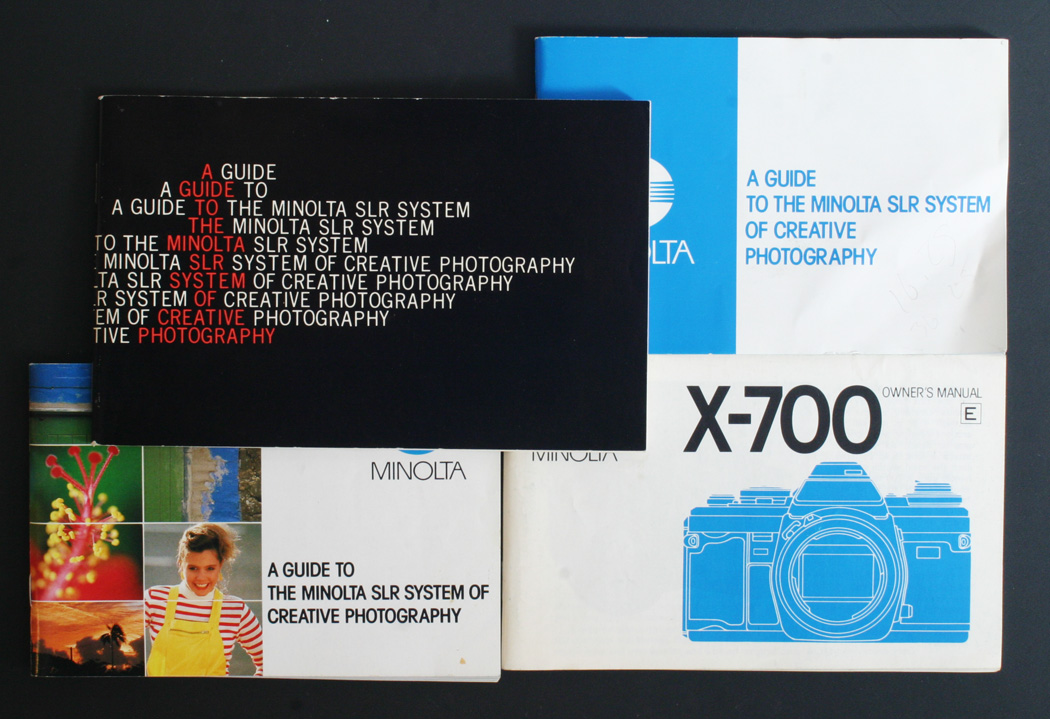 A GUIDE
A GUIDE TO
A GUIDE TO THE MINOLTA SLR SYSTEM
THE MINOLTA SLR SYSTEM
TO THE MINOLTA SLR SYSTEM
MINOLTA SLR SYSTEM OF CREATIVE PHOTOGRAPHY
LTA SLR SYSTEM OF CREATIVE PHOTOGRAPHY
R SYSTEM OF CREATIVE PHOTOGRAPHY
EM OF CREATIVE PHOTOGRAPHY
TIVE PHOTOGRAPHY
OLTA
A GUIDE
TO THE MINOLTA SLR SYSTEM
OF CREATIVE
PHOTOGRAPHY
MINOLTA
A GUIDE TO
THE MINOLTA SLR SYSTEM OF
CREATIVE PHOTOGRAPHY
MINOLTA
X-700
OWNER'S MANUAL
E